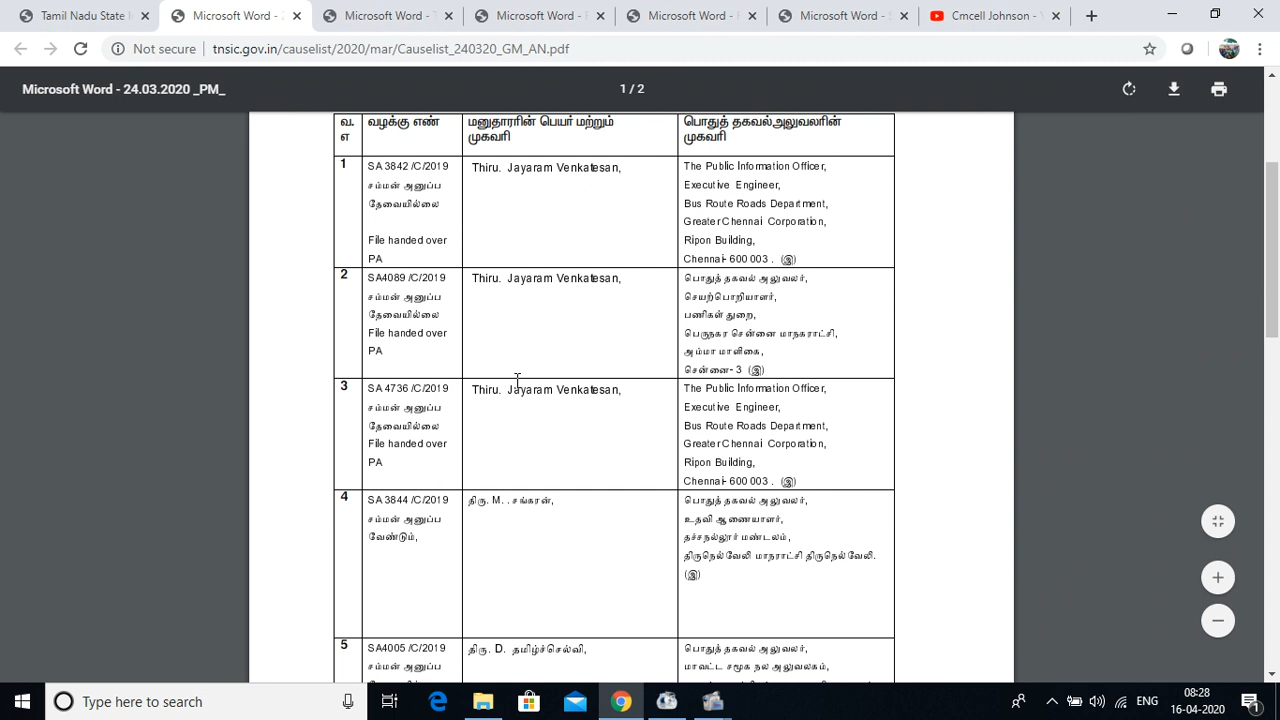 Tamil Nadu State I
Microsoft Word - 2
Microsoft Word - T
Microsoft Word -
Microsoft Word -
Microsoft Word - S
Cmcell Johnson - Y
Not secure
tnsic.gov.in/causelist/2020/mar/Causelist_240320_GM_AN.pdf
Microsoft Word - 24.03.2020 _PM_
1 / 2
வ.
எ
வழக்கு எண்
மனுதாரரின் பெயர் மற்றும்
முகவரி
பொதுத் தகவல்அலுவலரின்
முகவரி
1
SA 3842 /C/2019
சம்மன் அனுப்ப
தேவையில்லை
File handed over
PA
Thiru. Jayaram Venkatesan,
The Public Information Officer,
Executive Engineer,
Bus Route Roads Department,
Greater Chennai Corporation,
Ripon Building,
Chennai- 600 003 . (இ)
2
SA4089 /C/2019
சம்மன் அனுப்ப
தேவையில்லை
File handed over
PA
Thiru. Jayaram Venkatesan,
பொதுத் தகவல் அலுவலர்,
செயற்பொறியாளர்,
பணிகள் துறை,
பெருநகர சென்னை மாநகராட்சி,
அம்மா மாளிகை,
சென்னை- 3 (இ)
3
SA 4736 /C/2019
சம்மன் அனுப்ப
தேவையில்லை
File handed over
PA
Thiru. Jayaram Venkatesan,
The Public Information Officer,
Executive Engineer,
Bus Route Roads Department,
Greater Chennai Corporation,
Ripon Building,
Chennai- 600 003 . (இ)
4
SA 3844 /C/2019
சம்மன் அனுப்ப
வேண்டும்,
திரு. M. . சங்கரன்,
பொதுத் தகவல் அலுவலர்,
உதவி ஆணையாளர்,
தச்சநல்லூர் மண்டலம்,
திருநெல்வேலி மாநராட்சி திருநெல்வேலி.
(இ)
5
SA4005 /C/2019
சம்மன் அனுப்ப
திரு. D. தமிழ்ச்செல்வி,
பொதுத் தகவல் அலுவலர்,
மாவட்ட சமூக நல அலுவலகம்,
Type here to search
ENG
08:28
16-04-2020
1